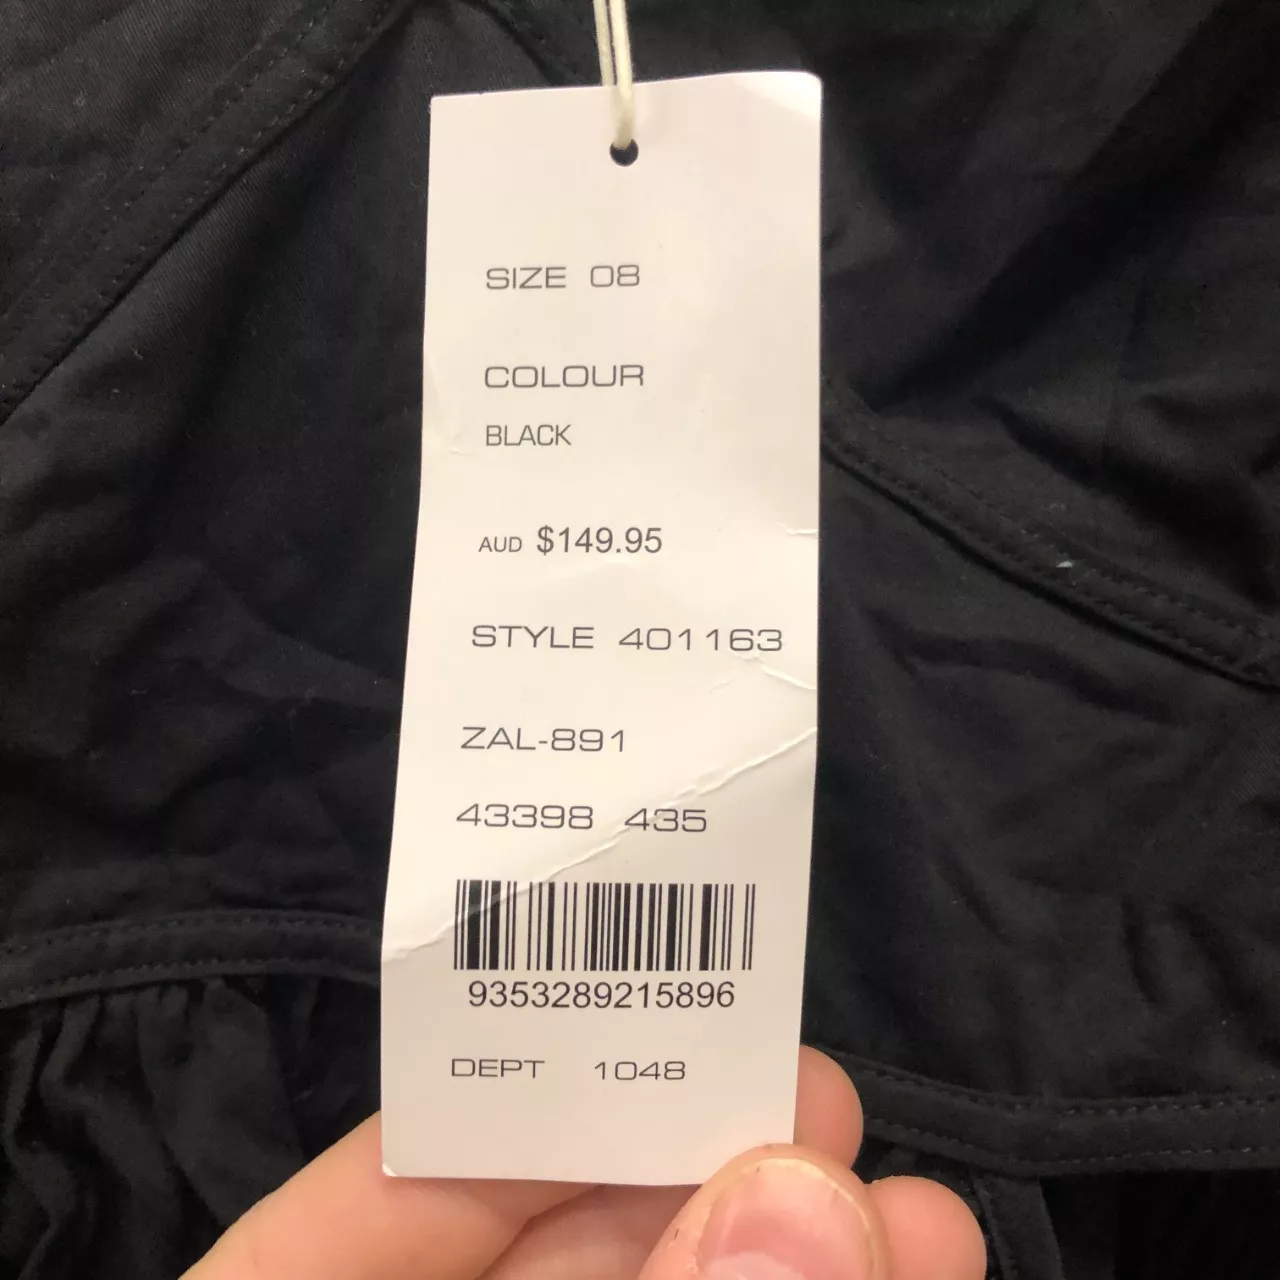 SIZE 08
COLOUR
BLACK
AUD $149.95
STYLE 401163
ZAL-891
43398 435
9353289215896
DEPT 1048